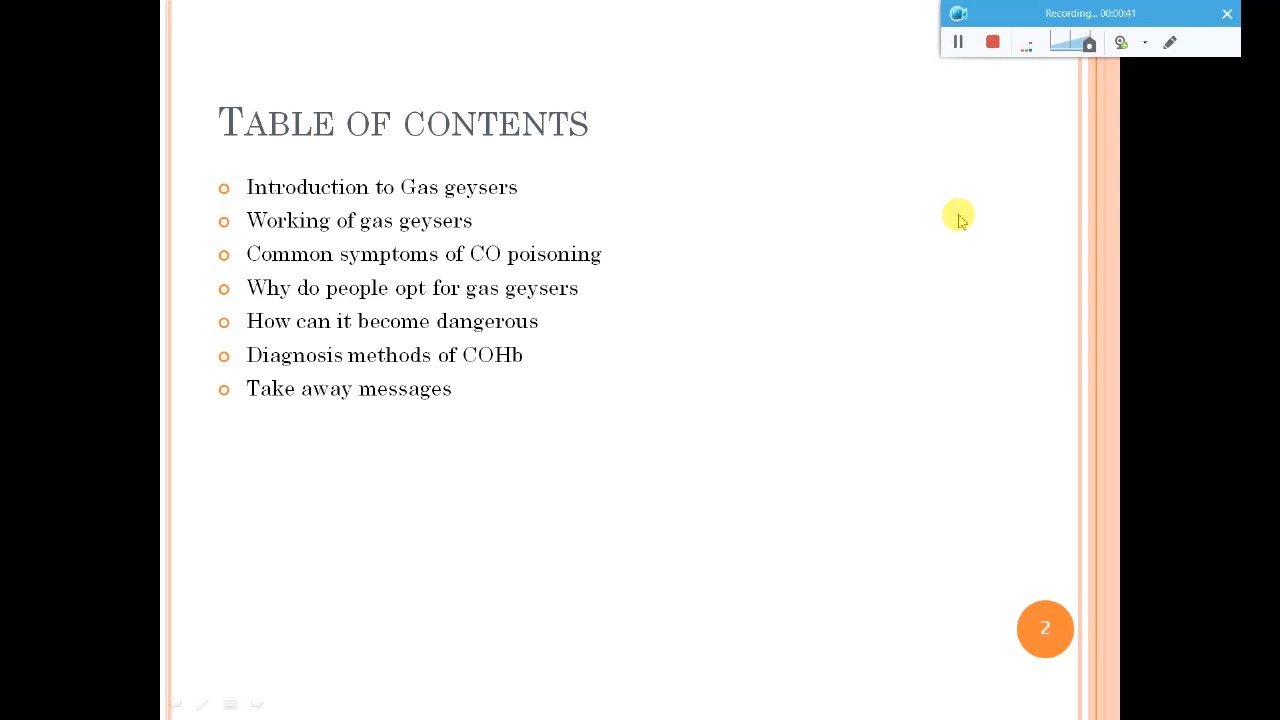 Recording... 00:00:41
TABLE OF CONTENTS
Introduction to Gas geysers
Working of gas geysers
Common symptoms of CO poisoning
Why do people opt for gas geysers
How can it become dangerous
Diagnosis methods of COHb
Take away messages
2